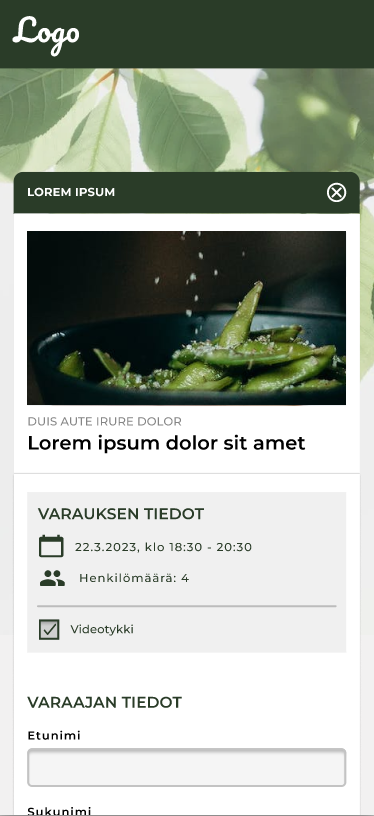 Logo
LOREM IPSUM
DUIS AUTE IRURE DOLOR
Lorem ipsum dolor sit amet
VARAUKSEN TIEDOT
22.3.2023, klo 18:30 - 20:30
Henkilömäärä: 4
Videotykki
VARAAJAN TIEDOT
Etunimi
Sukunimi